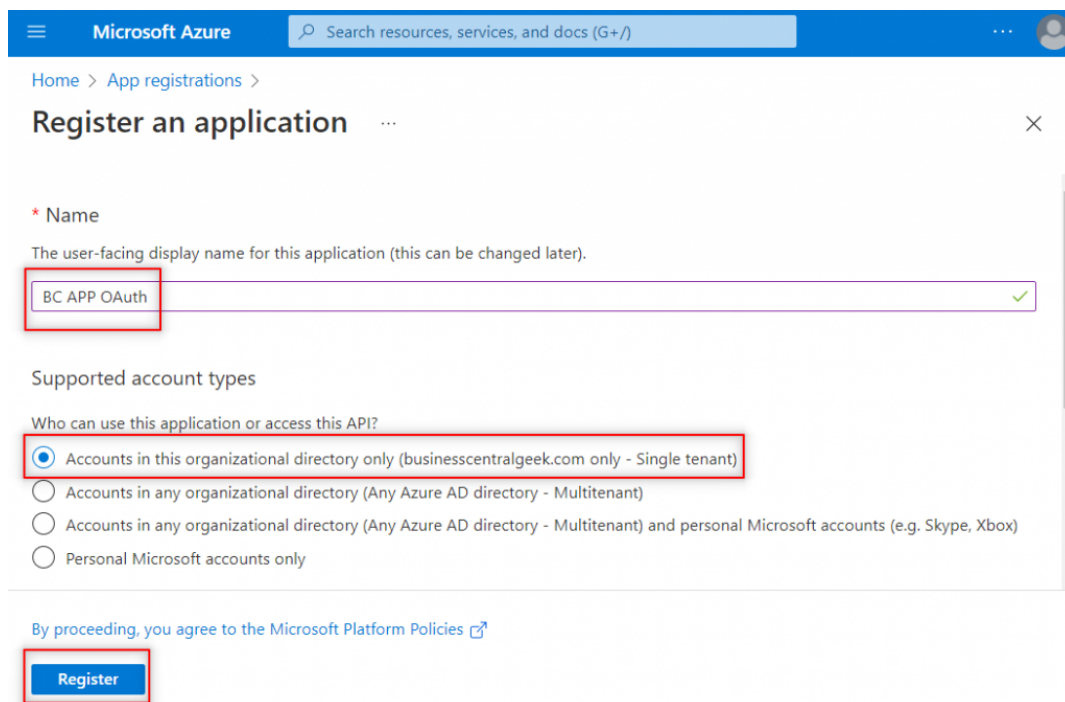 Microsoft Azure
Search resources, services, and docs (G+/)
...
Home > App registrations >
Register an application ...
* Name
The user-facing display name for this application (this can be changed later).
BC APP OAuth
Supported account types
Who can use this application or access this API?
Accounts in this organizational directory only (businesscentralgeek.com only - Single tenant)
Accounts in any organizational directory (Any Azure AD directory - Multitenant)
Accounts in any organizational directory (Any Azure AD directory - Multitenant) and personal Microsoft accounts (e.g. Skype, Xbox)
Personal Microsoft accounts only
By proceeding, you agree to the Microsoft Platform Policies
Register